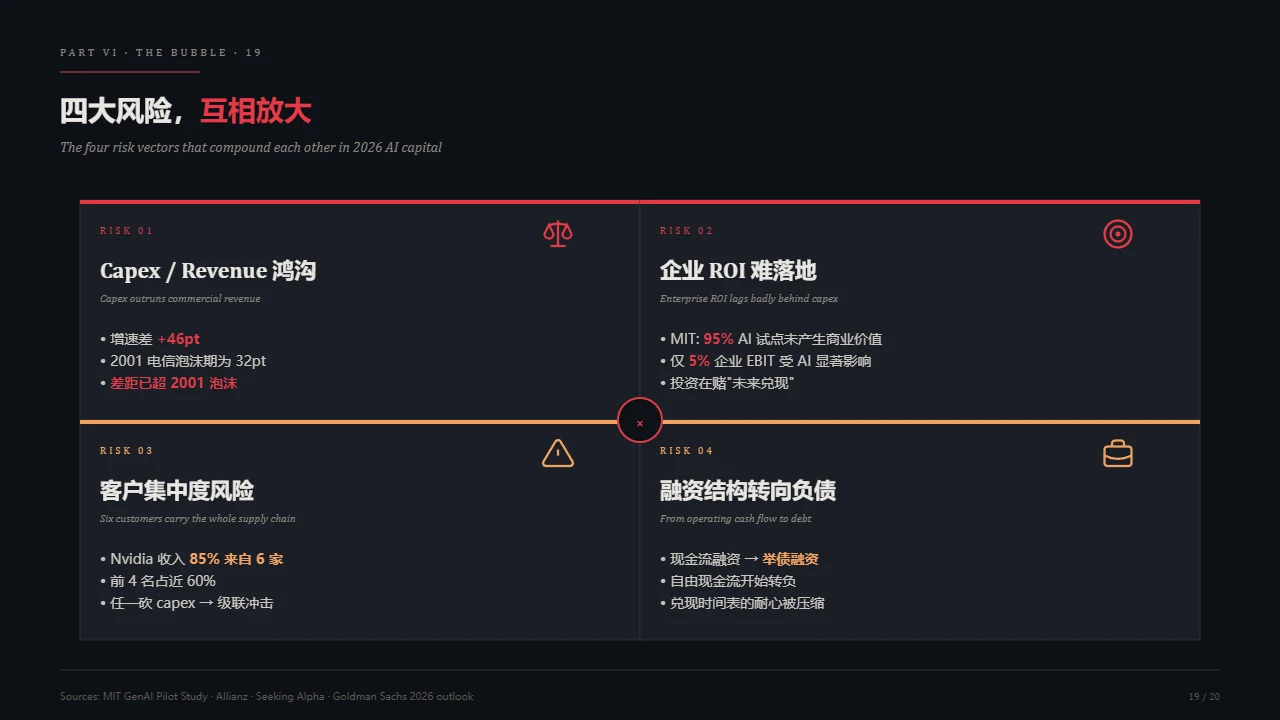 PART VI · THE BUBBLE · 19
四大风险，互相放大
The four risk vectors that compound each other in 2026 AI capital
RISK 01
Capex / Revenue 鸿沟
Capex outruns commercial revenue
• 增速差 +46pt
• 2001 电信泡沫期为 32pt
• 差距已超 2001 泡沫
RISK 02
企业 ROI 难落地
Enterprise ROI lags badly behind capex
• MIT: 95% AI 试点未产生商业价值
• 仅 5% 企业 EBIT 受 AI 显著影响
• 投资在赌"未来兑现"
×
RISK 03
客户集中度风险
Six customers carry the whole supply chain
• Nvidia 收入 85% 来自 6 家
• 前 4 名占近 60%
• 任一砍 capex → 级联冲击
RISK 04
融资结构转向负债
From operating cash flow to debt
• 现金流融资 → 举债融资
• 自由现金流开始转负
• 兑现时间表的耐心被压缩
Sources: MIT GenAI Pilot Study · Allianz · Seeking Alpha · Goldman Sachs 2026 outlook
19 / 20